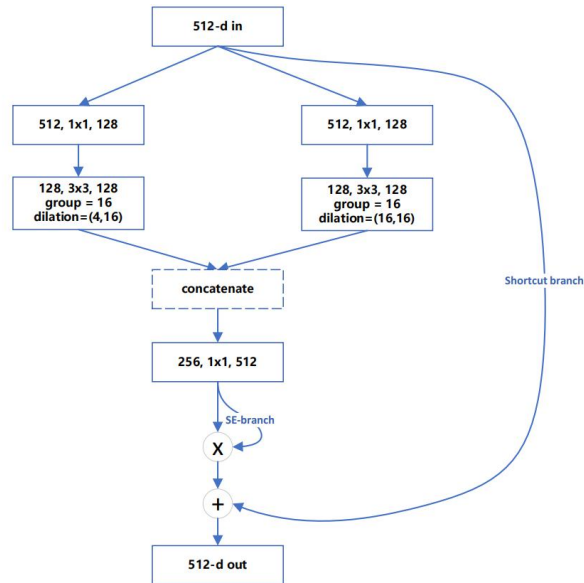 512-d in
512, 1x1, 128
512, 1x1, 128
128, 3x3, 128
group = 16
dilation=(4,16)
128, 3x3, 128
group = 16
dilation=(16,16)
Shortcut branch
concatenate
256, 1x1, 512
SE-branch
X
+
512-d out